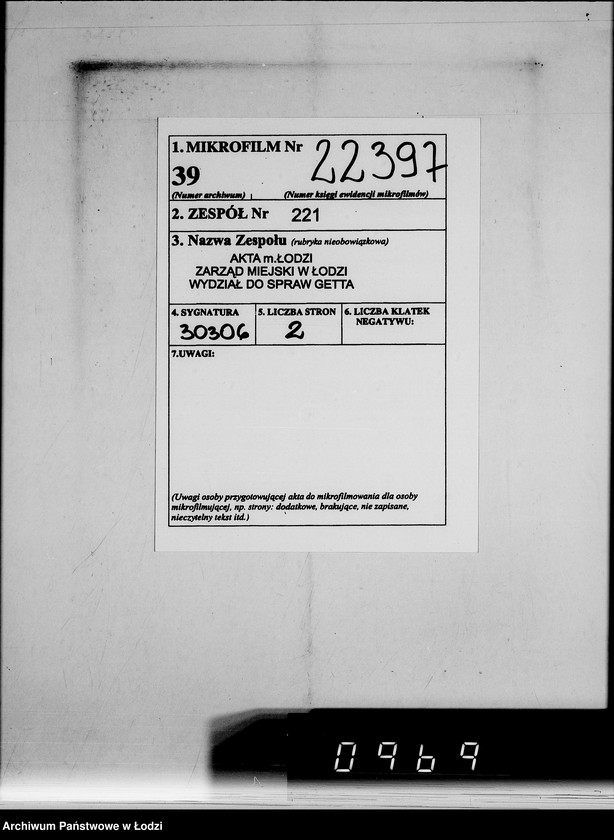 1. MIKROFILM Nr 22397
39
(Numer archiwum) (Numer księgi ewidencji mikrofilmów)
2. ZESPÓŁ Nr 221
3. Nazwa Zespołu (rubryka nieobowiązkowa)
AKTA m.ŁODZI
ZARZĄD MIEJSKI W ŁODZI
WYDZIAŁ DO SPRAW GETTA
4. SYGNATURA 5. LICZBA STRON 6. LICZBA KLATEK
NEGATYWU:
30306 2
7.UWAGI:
(Uwagi osoby przygotowującej akta do mikrofilmowania dla osoby
mikrofilmującej, np. strony: dodatkowe, brakujące, nie zapisane,
nieczytelny tekst itd.)
0969
Archiwum Państwowe w Łodzi